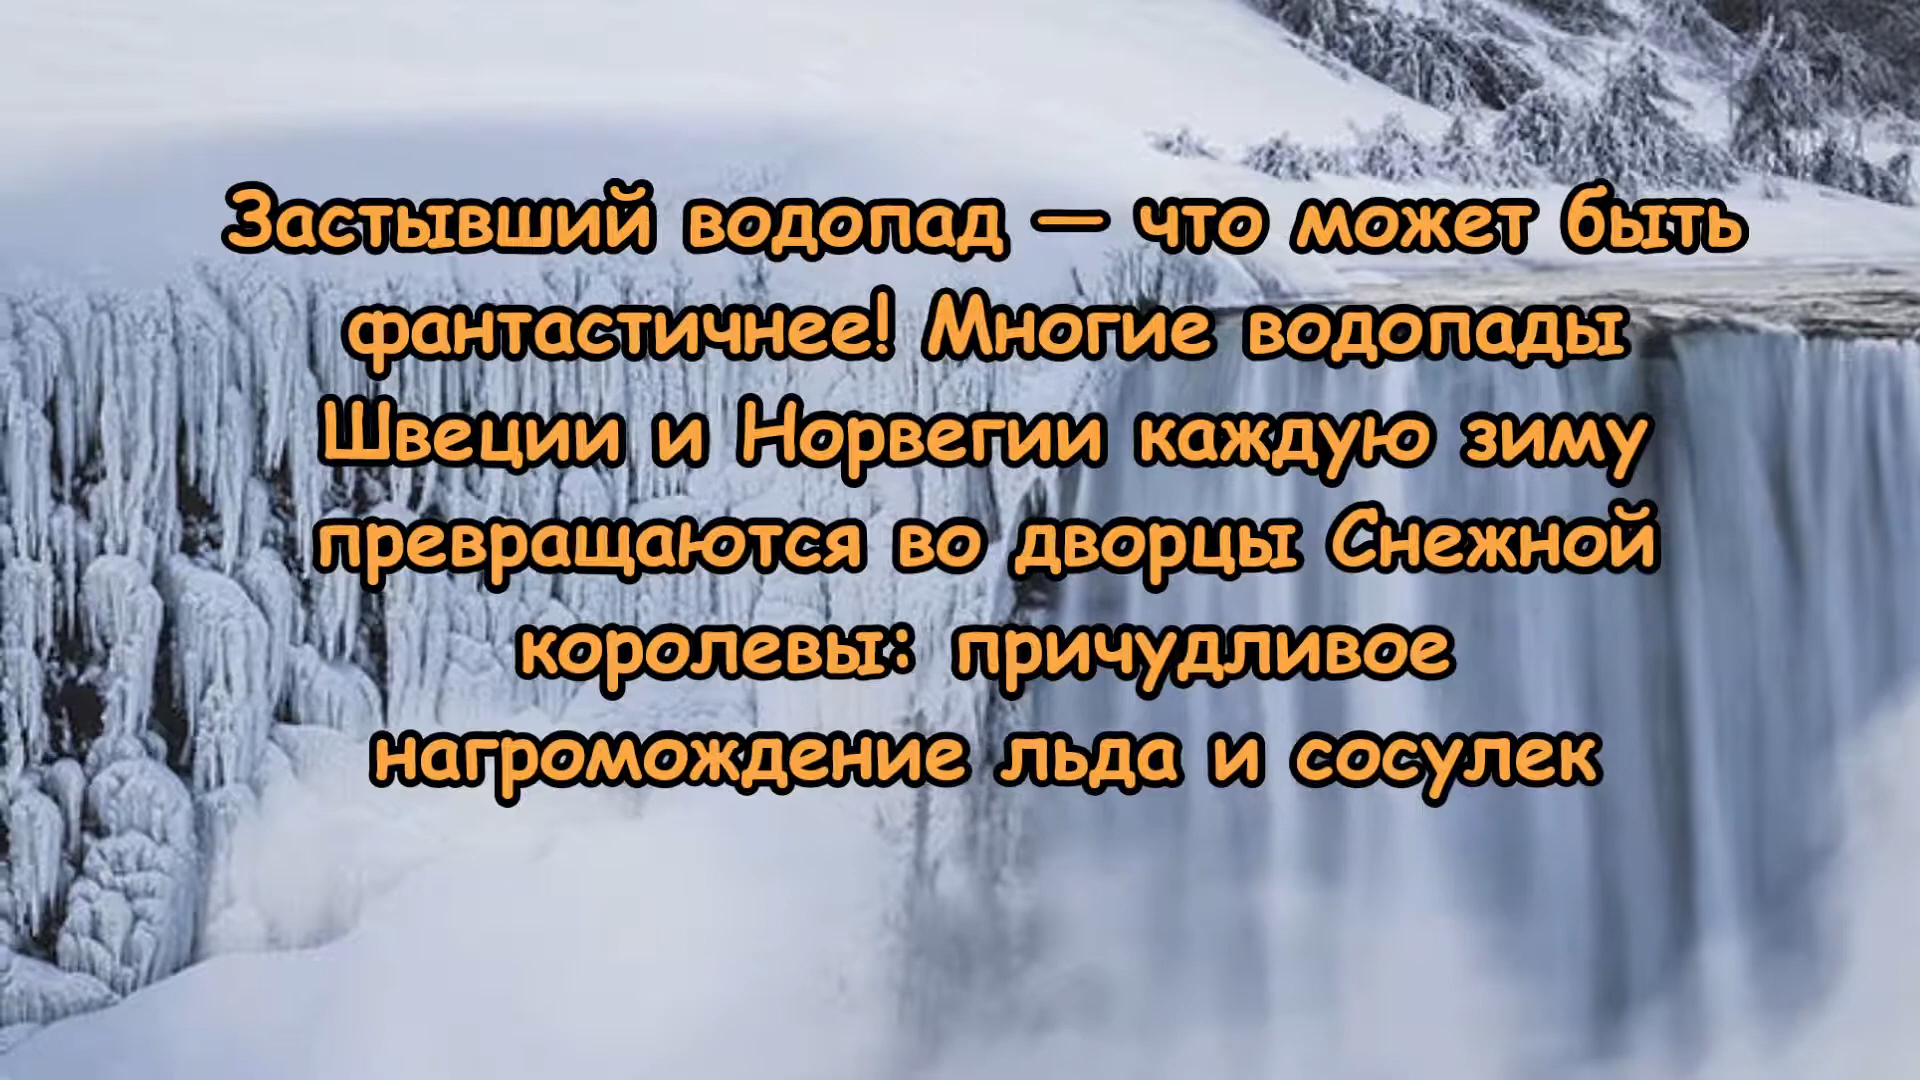 Застывший водопад — что может быть
фантастичнее! Многие водопады
Швеции и Норвегии каждую зиму
превращаются во дворцы Снежной
королевы: причудливое
нагромождение льда и сосулек